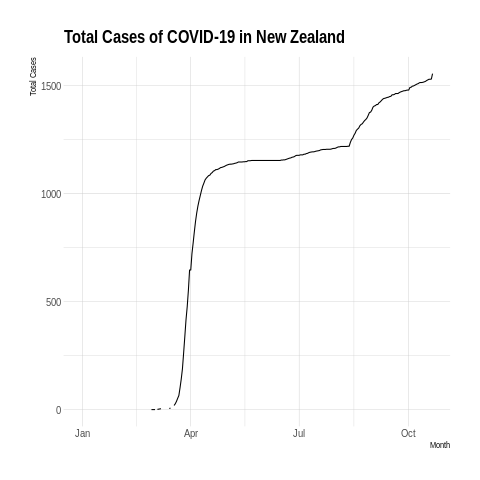 Total Cases of COVID-19 in New Zealand
Total Cases
1500
1000
500
0
Jan Apr Jul Oct
Month